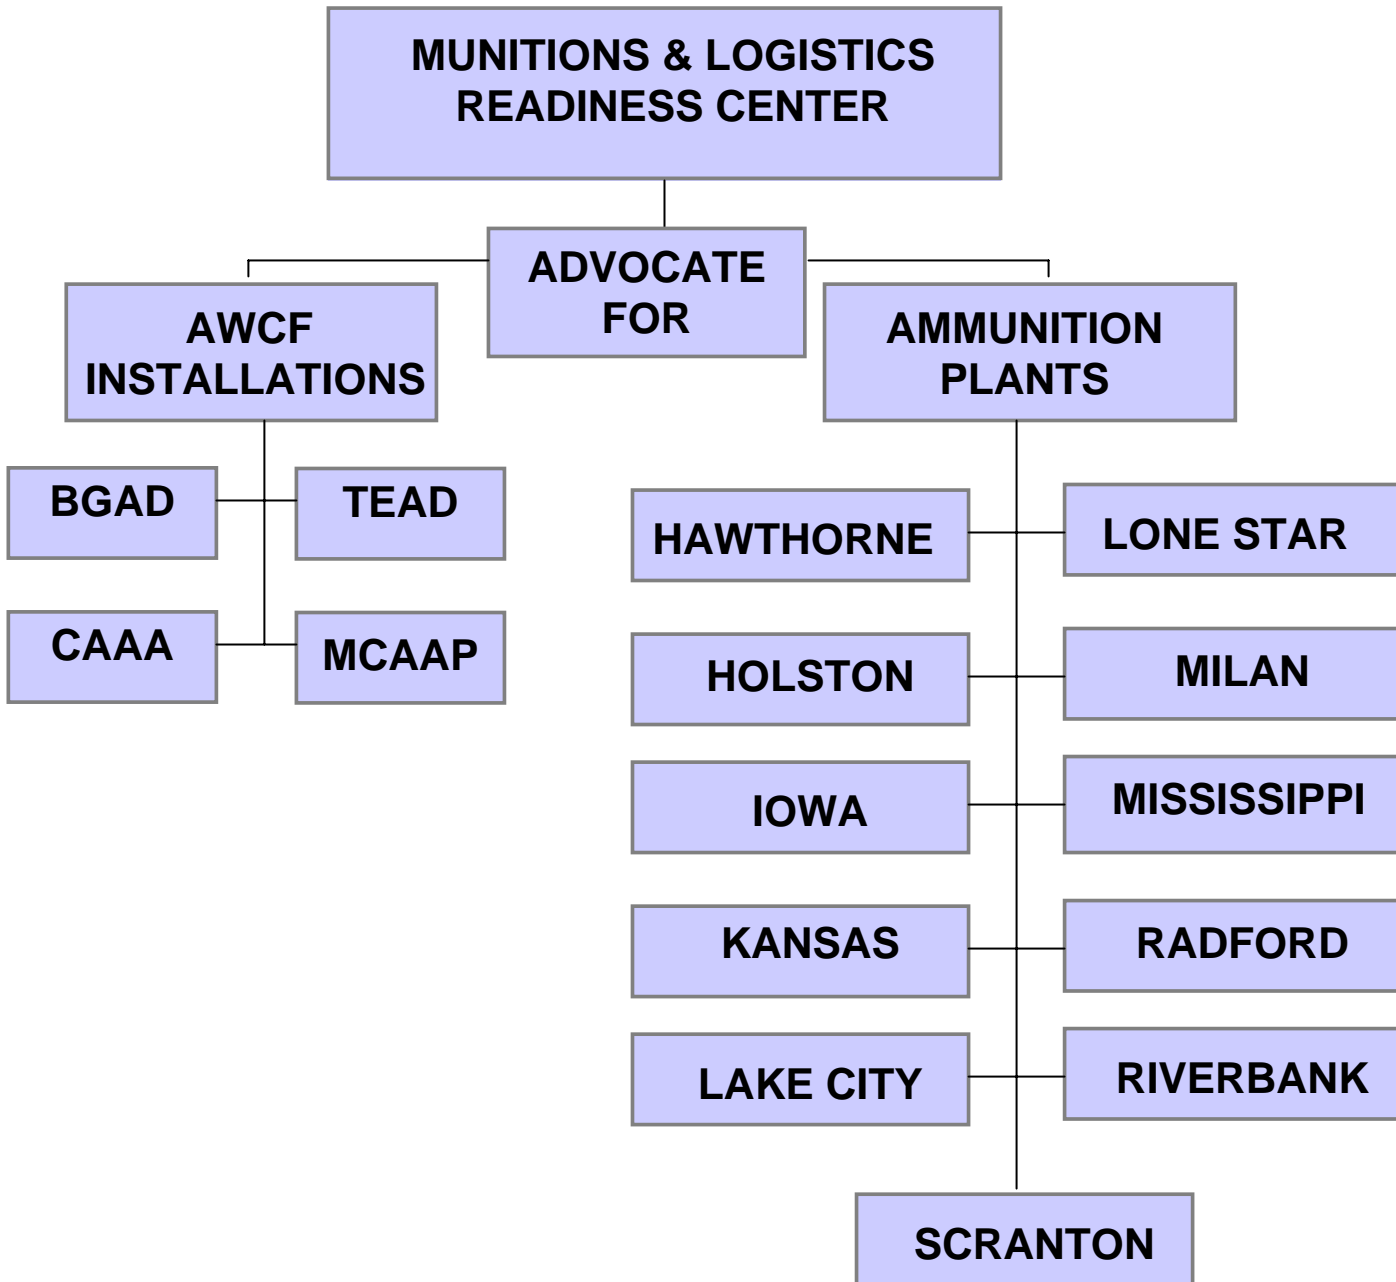 MUNITIONS & LOGISTICS
READINESS CENTER
ADVOCATE
FOR
AWCF
INSTALLATIONS
AMMUNITION
PLANTS
BGAD
TEAD
CAAA
MCAAP
HAWTHORNE
LONE STAR
HOLSTON
MILAN
IOWA
MISSISSIPPI
KANSAS
RADFORD
LAKE CITY
RIVERBANK
SCRANTON